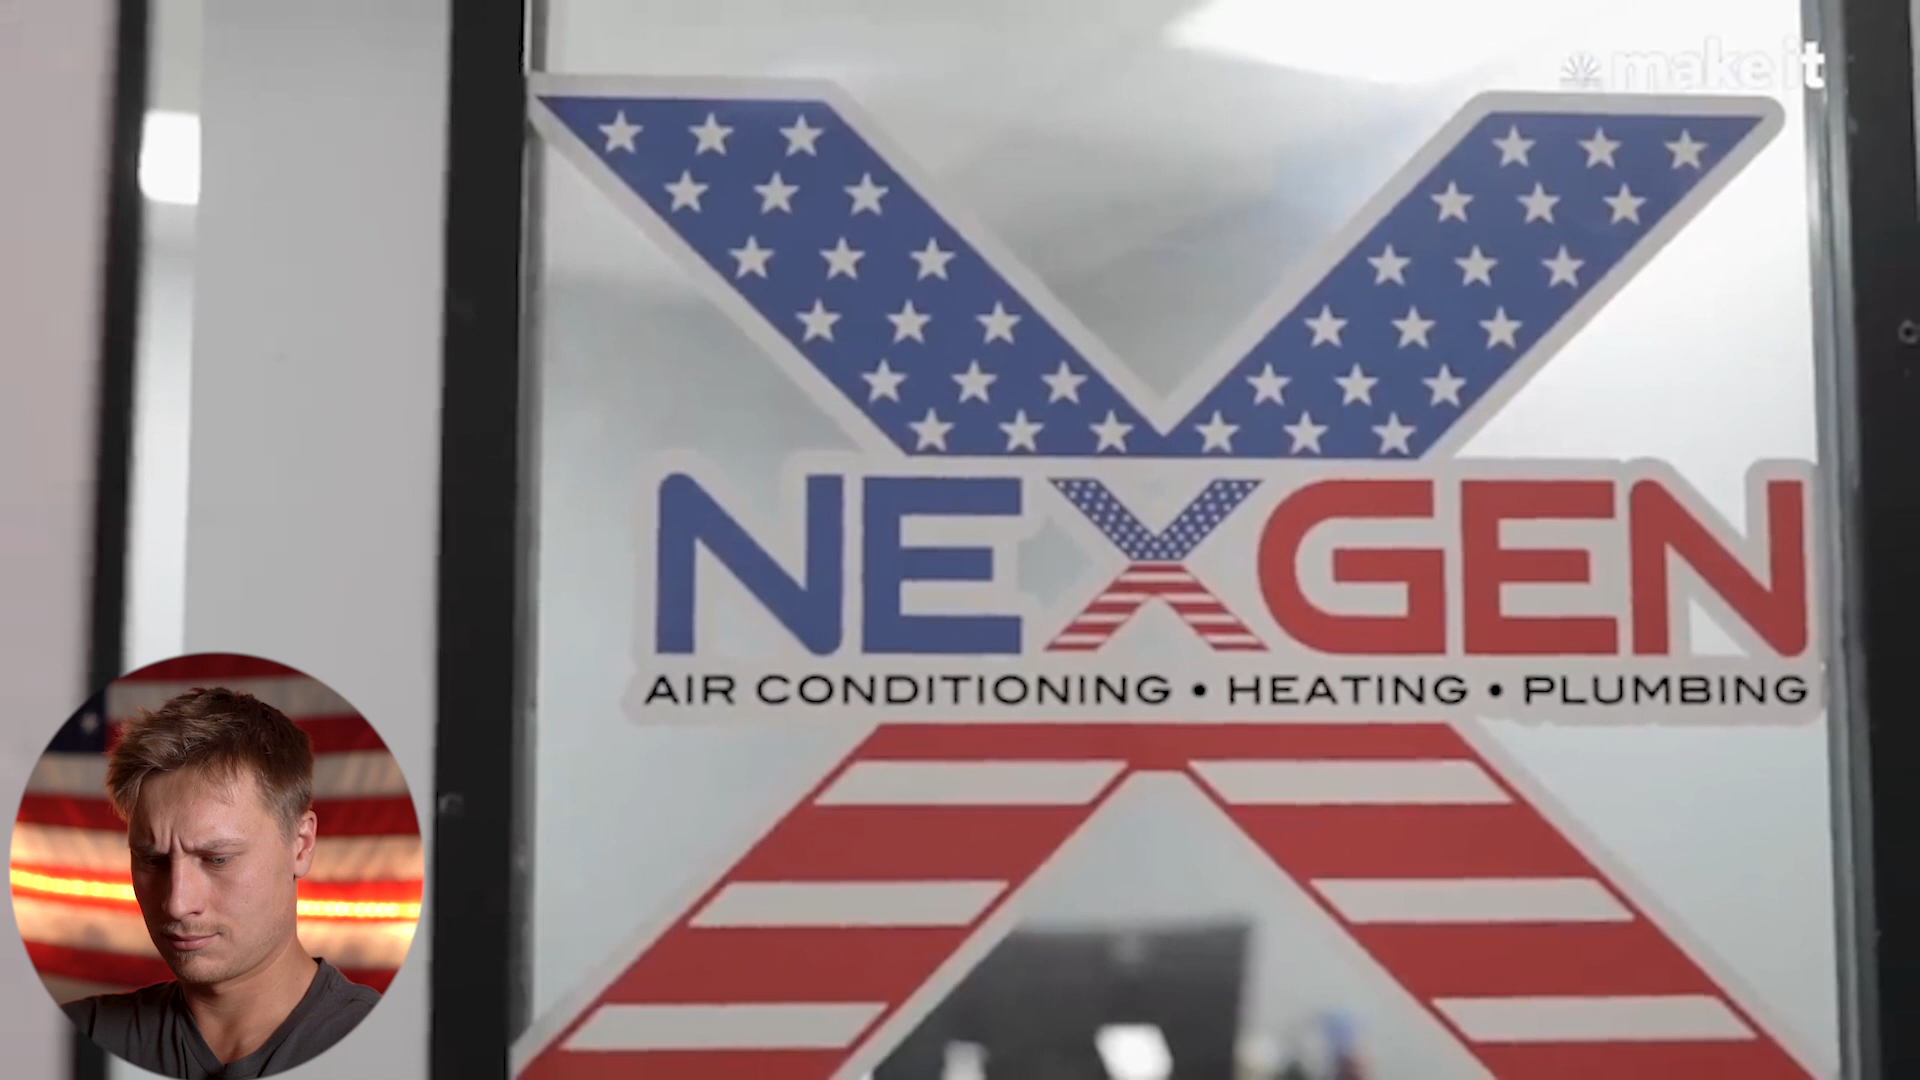 make it
NEXGEN
AIR CONDITIONING • HEATING • PLUMBING